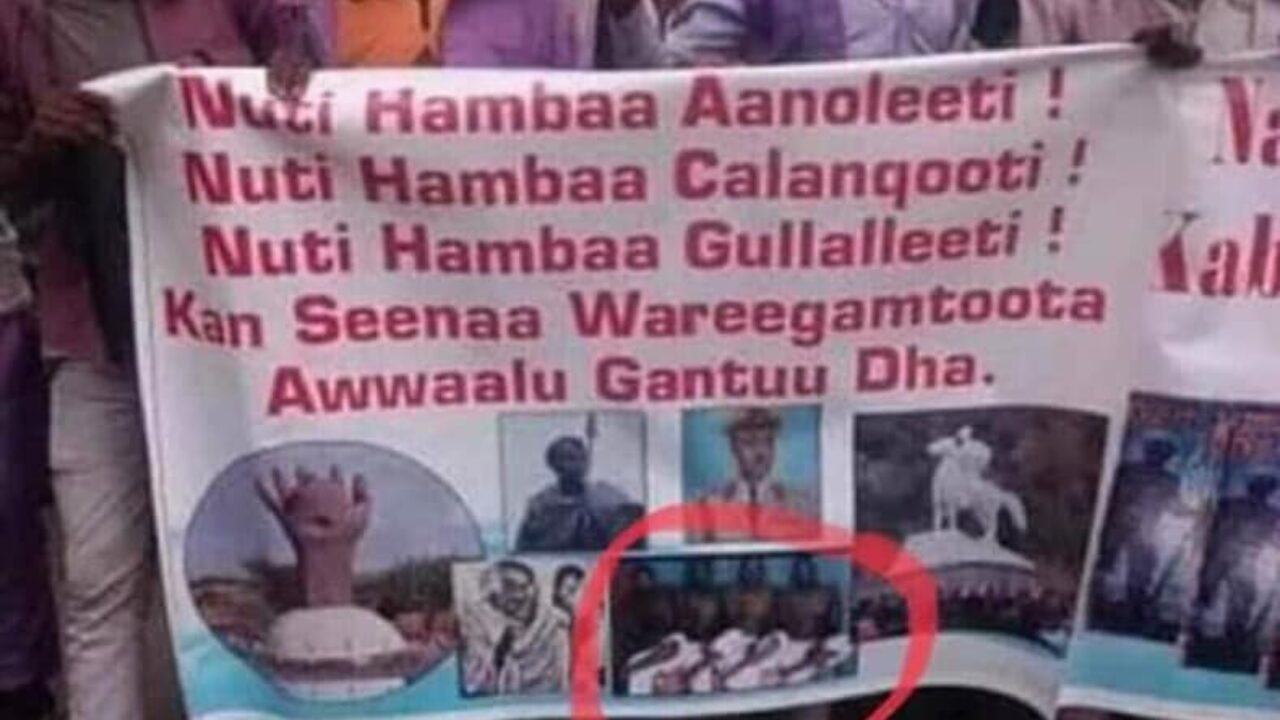 Nuti Hambaa Aanoleeti !
Nuti Hambaa Calanqooti !
Nuti Hambaa Gullalleeti !
Kan Seenaa Wareegamtoota
Awwaalu Gantuu Dha.